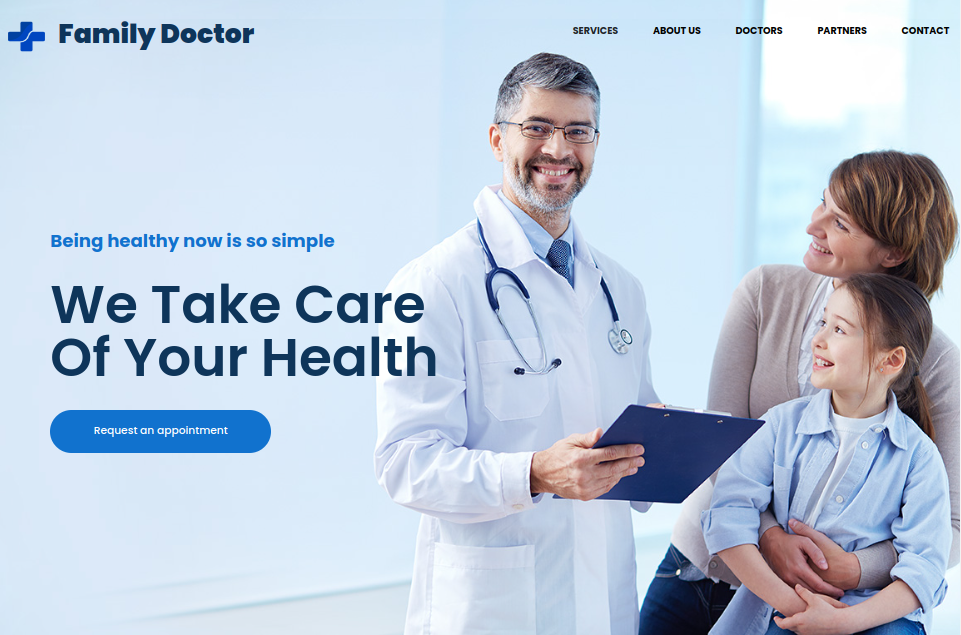 Family Doctor
SERVICES ABOUT US DOCTORS PARTNERS CONTACT
Being healthy now is so simple
We Take Care
Of Your Health
Request an appointment